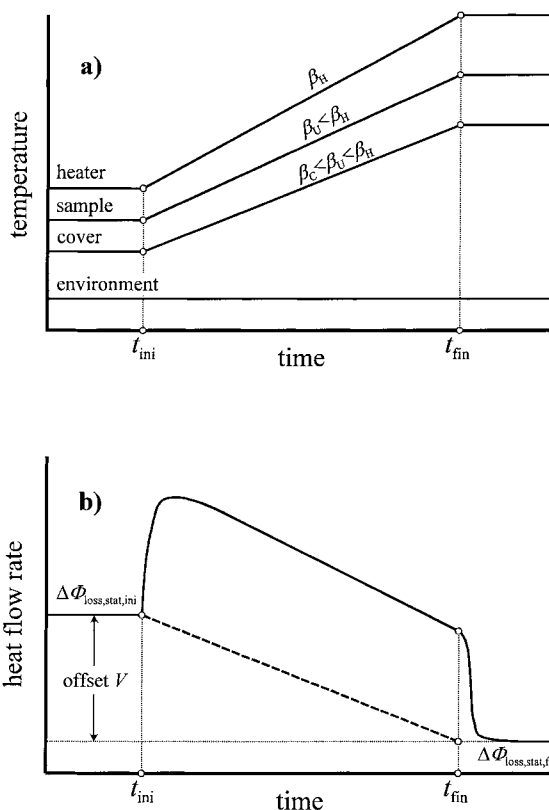 a)
temperature
β_H
β_U<β_H
β_C<β_U<β_H
heater
sample
cover
environment
t_ini
time
t_fin
b)
heat flow rate
ΔΦ_loss,stat,ini
offset V
ΔΦ_loss,stat,f
t_ini
time
t_fin